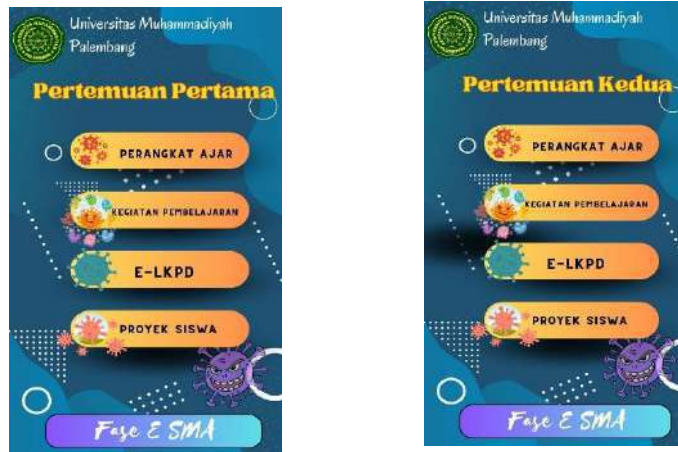 Universitas Muhammadiyah
Palembang
Pertemuan Pertama
PERANGKAT AJAR
KEGIATAN PEMBELAJARAN
E-LKPD
PROYEK SISWA
Fase E SMA
Universitas Muhammadiyah
Palembang
Pertemuan Kedua
PERANGKAT AJAR
KEGIATAN PEMBELAJARAN
E-LKPD
PROYEK SISWA
Fase E SMA